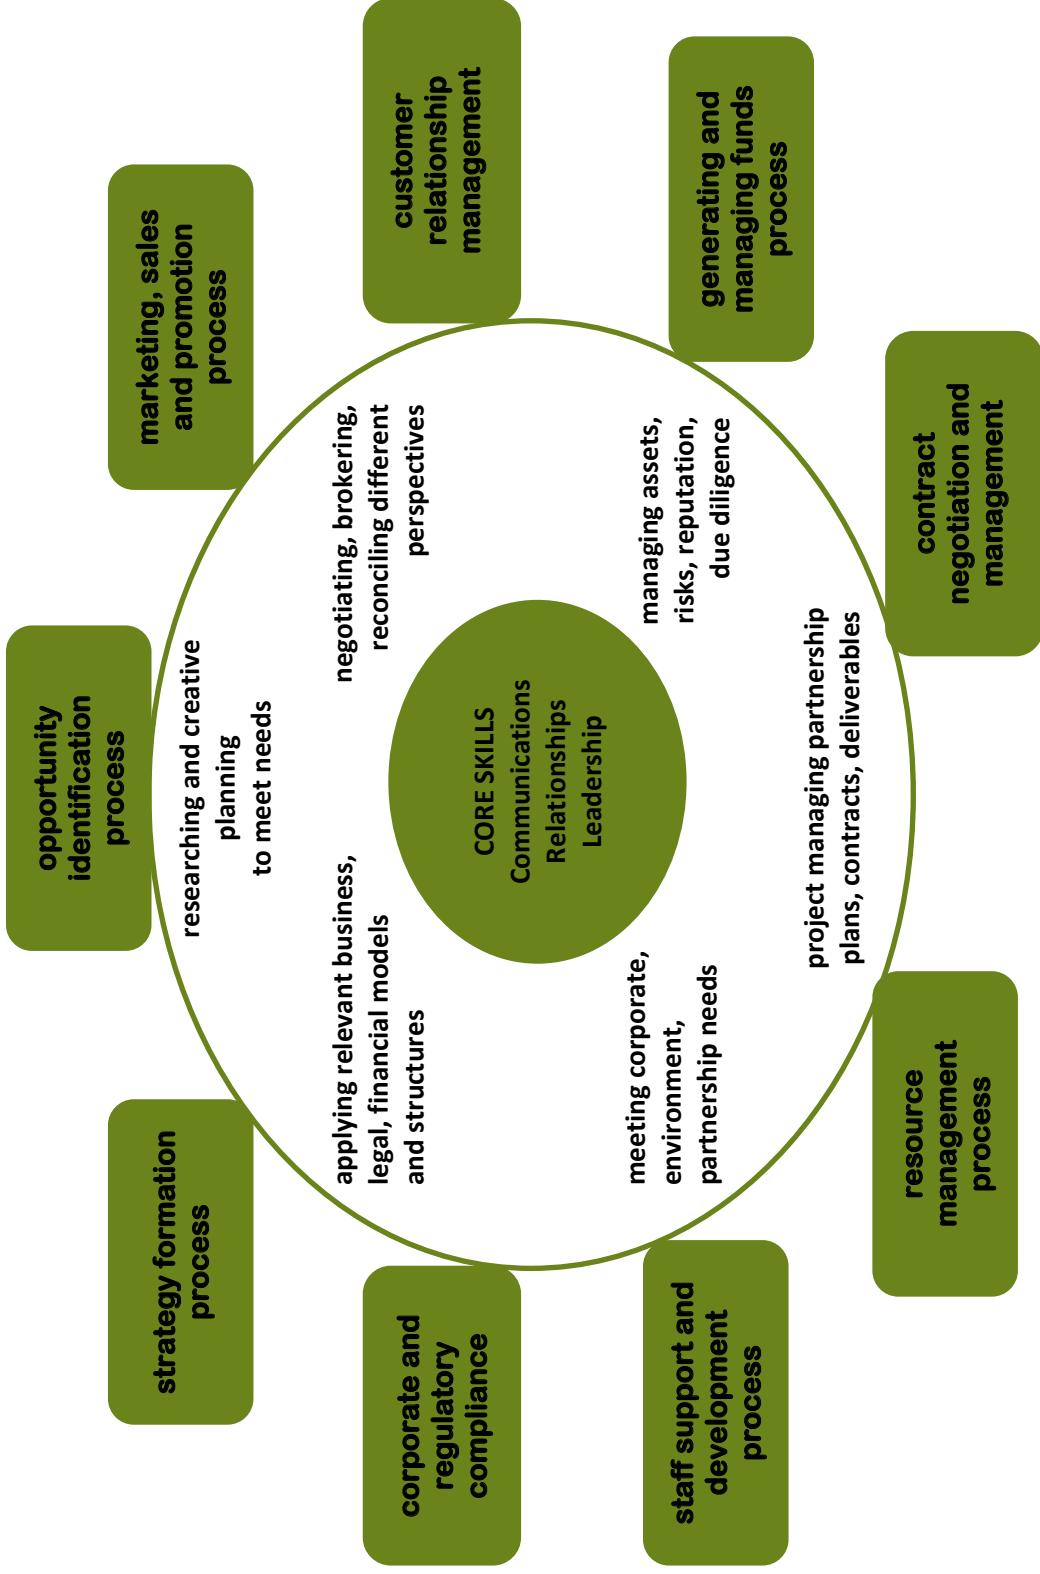 opportunity
identification
process
strategy formation
process
marketing, sales
and promotion
process
corporate and
regulatory
compliance
customer
relationship
management
staff support and
development
process
generating and
managing funds
process
resource
management
process
contract
negotiation and
management
researching and creative
planning
to meet needs
applying relevant business,
legal, financial models
and structures
negotiating, brokering,
reconciling different
perspectives
CORE SKILLS
Communications
Relationships
Leadership
meeting corporate,
environment,
partnership needs
managing assets,
risks, reputation,
due diligence
project managing partnership
plans, contracts, deliverables